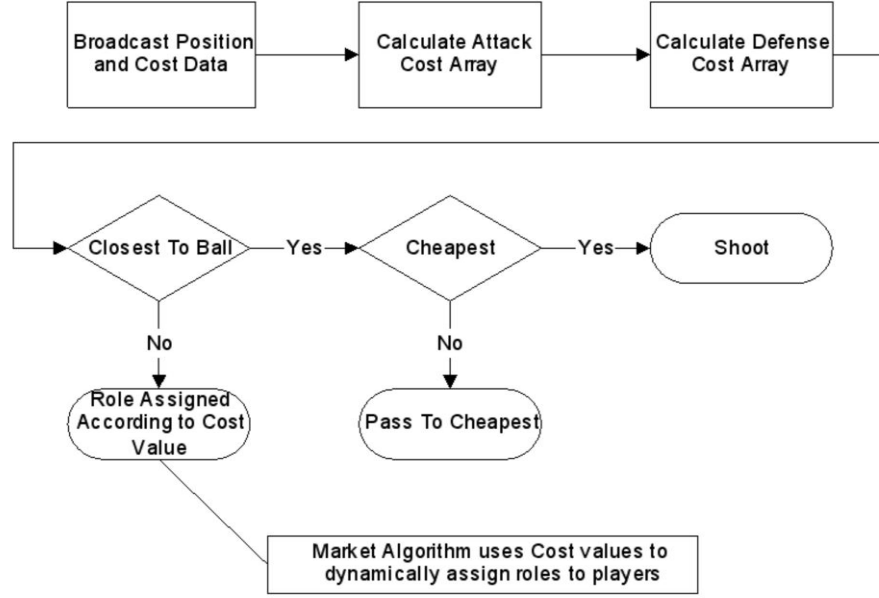 Broadcast Position
and Cost Data
Calculate Attack
Cost Array
Calculate Defense
Cost Array
Closest To Ball
Yes
Cheapest
Yes
Shoot
No
No
Role Assigned
According to Cost
Value
Pass To Cheapest
Market Algorithm uses Cost values to
dynamically assign roles to players